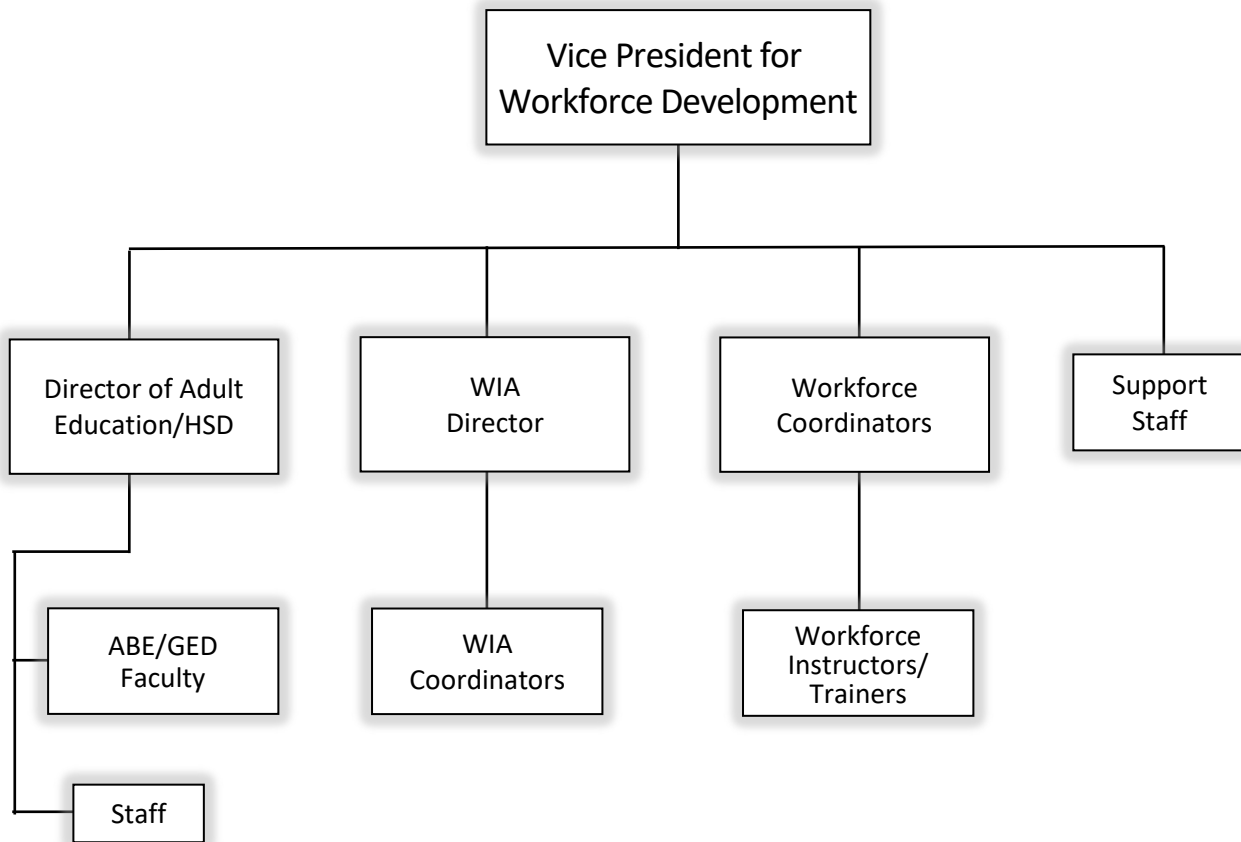 Vice President for
Workforce Development
Director of Adult
Education/HSD
WIA
Director
Workforce
Coordinators
Support
Staff
ABE/GED
Faculty
WIA
Coordinators
Workforce
Instructors/
Trainers
Staff